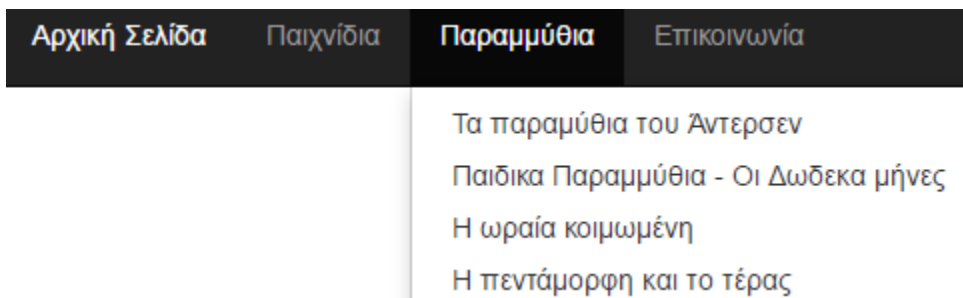 Αρχική Σελίδα Παιχνίδια Παραμμύθια Επικοινωνία
Τα παραμύθια του Άντερσεν
Παιδικα Παραμμύθια - Οι Δωδεκα μήνες
Η ωραία κοιμωμένη
Η πεντάμορφη και το τέρας